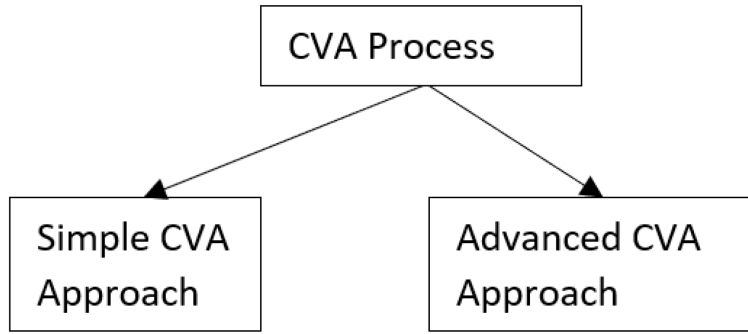 CVA Process
Simple CVA
Approach
Advanced CVA
Approach